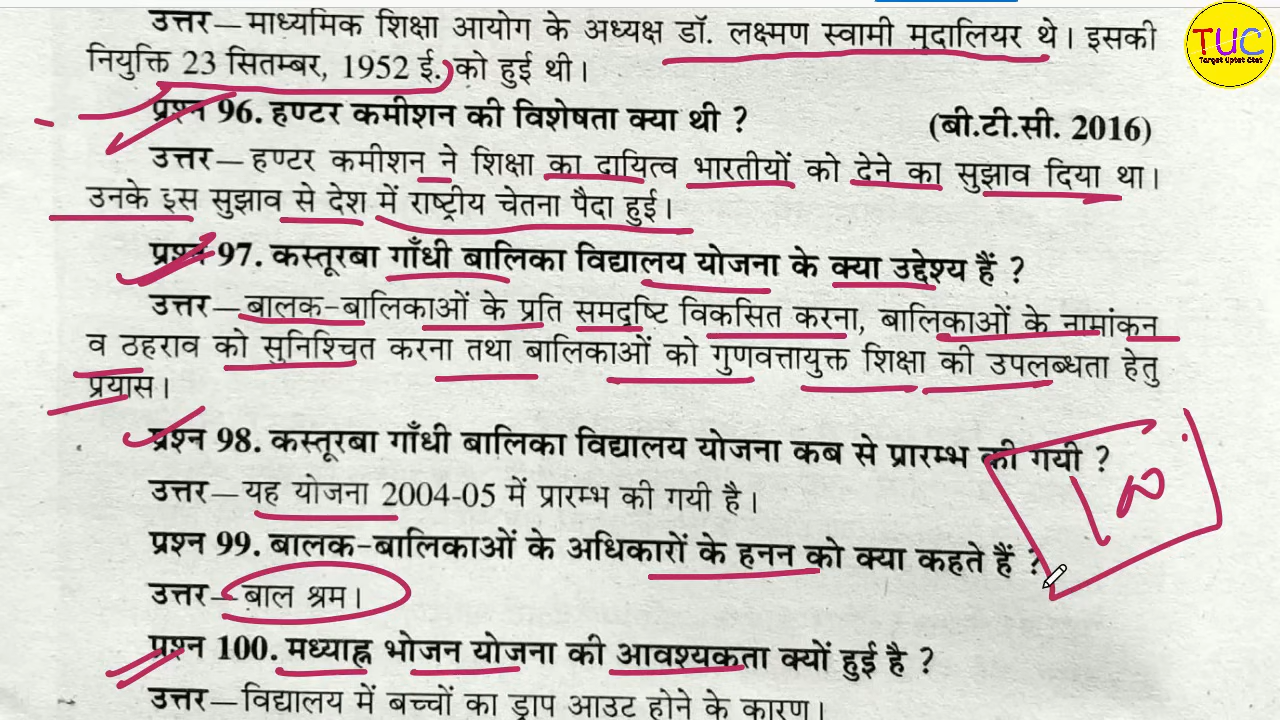 उत्तर–माध्यमिक शिक्षा आयोग के अध्यक्ष डॉ. लक्ष्मण स्वामी मुदालियर थे। इसकी
नियुक्ति 23 सितम्बर, 1952 ई. को हुई थी।
प्रश्न 96. हण्टर कमीशन की विशेषता क्या थी ? (बी.टी.सी. 2016)
उत्तर–हण्टर कमीशन ने शिक्षा का दायित्व भारतीयों को देने का सुझाव दिया था।
उनके इस सुझाव से देश में राष्ट्रीय चेतना पैदा हुई।
प्रश्न 97. कस्तूरबा गाँधी बालिका विद्यालय योजना के क्या उद्देश्य हैं ?
उत्तर–बालक-बालिकाओं के प्रति समदृष्टि विकसित करना, बालिकाओं के नामांकन
व ठहराव को सुनिश्चित करना तथा बालिकाओं को गुणवत्तायुक्त शिक्षा की उपलब्धता हेतु
प्रयास।
प्रश्न 98. कस्तूरबा गाँधी बालिका विद्यालय योजना कब से प्रारम्भ की गयी ?
उत्तर–यह योजना 2004-05 में प्रारम्भ की गयी है।
प्रश्न 99. बालक-बालिकाओं के अधिकारों के हनन को क्या कहते हैं ?
उत्तर–बाल श्रम।
प्रश्न 100. मध्याह्न भोजन योजना की आवश्यकता क्यों हुई है ?
उत्तर–विद्यालय में बच्चों का ड्राप आउट होने के कारण।
100
TUC
Target Uptet Ctet